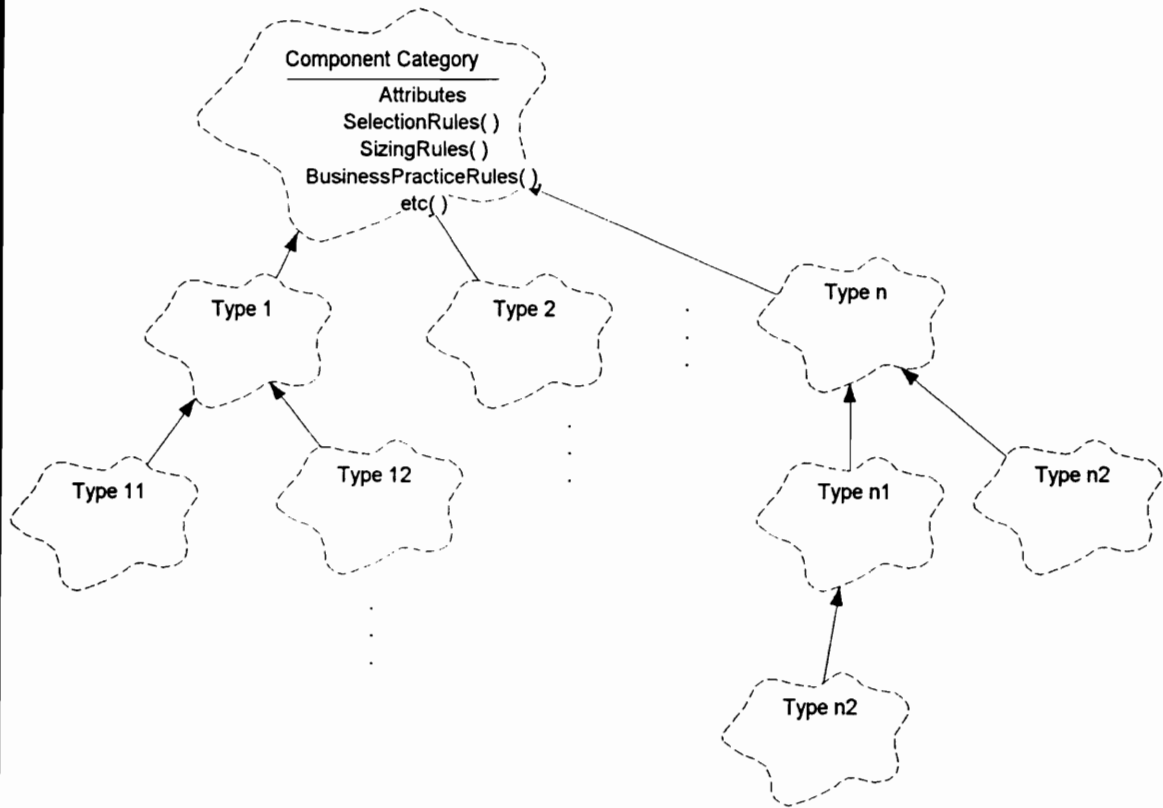 Component Category
Attributes
SelectionRules( )
SizingRules( )
BusinessPracticeRules( )
etc( )
Type 1
Type 2
Type n
Type 11
Type 12
Type n1
Type n2
Type n2